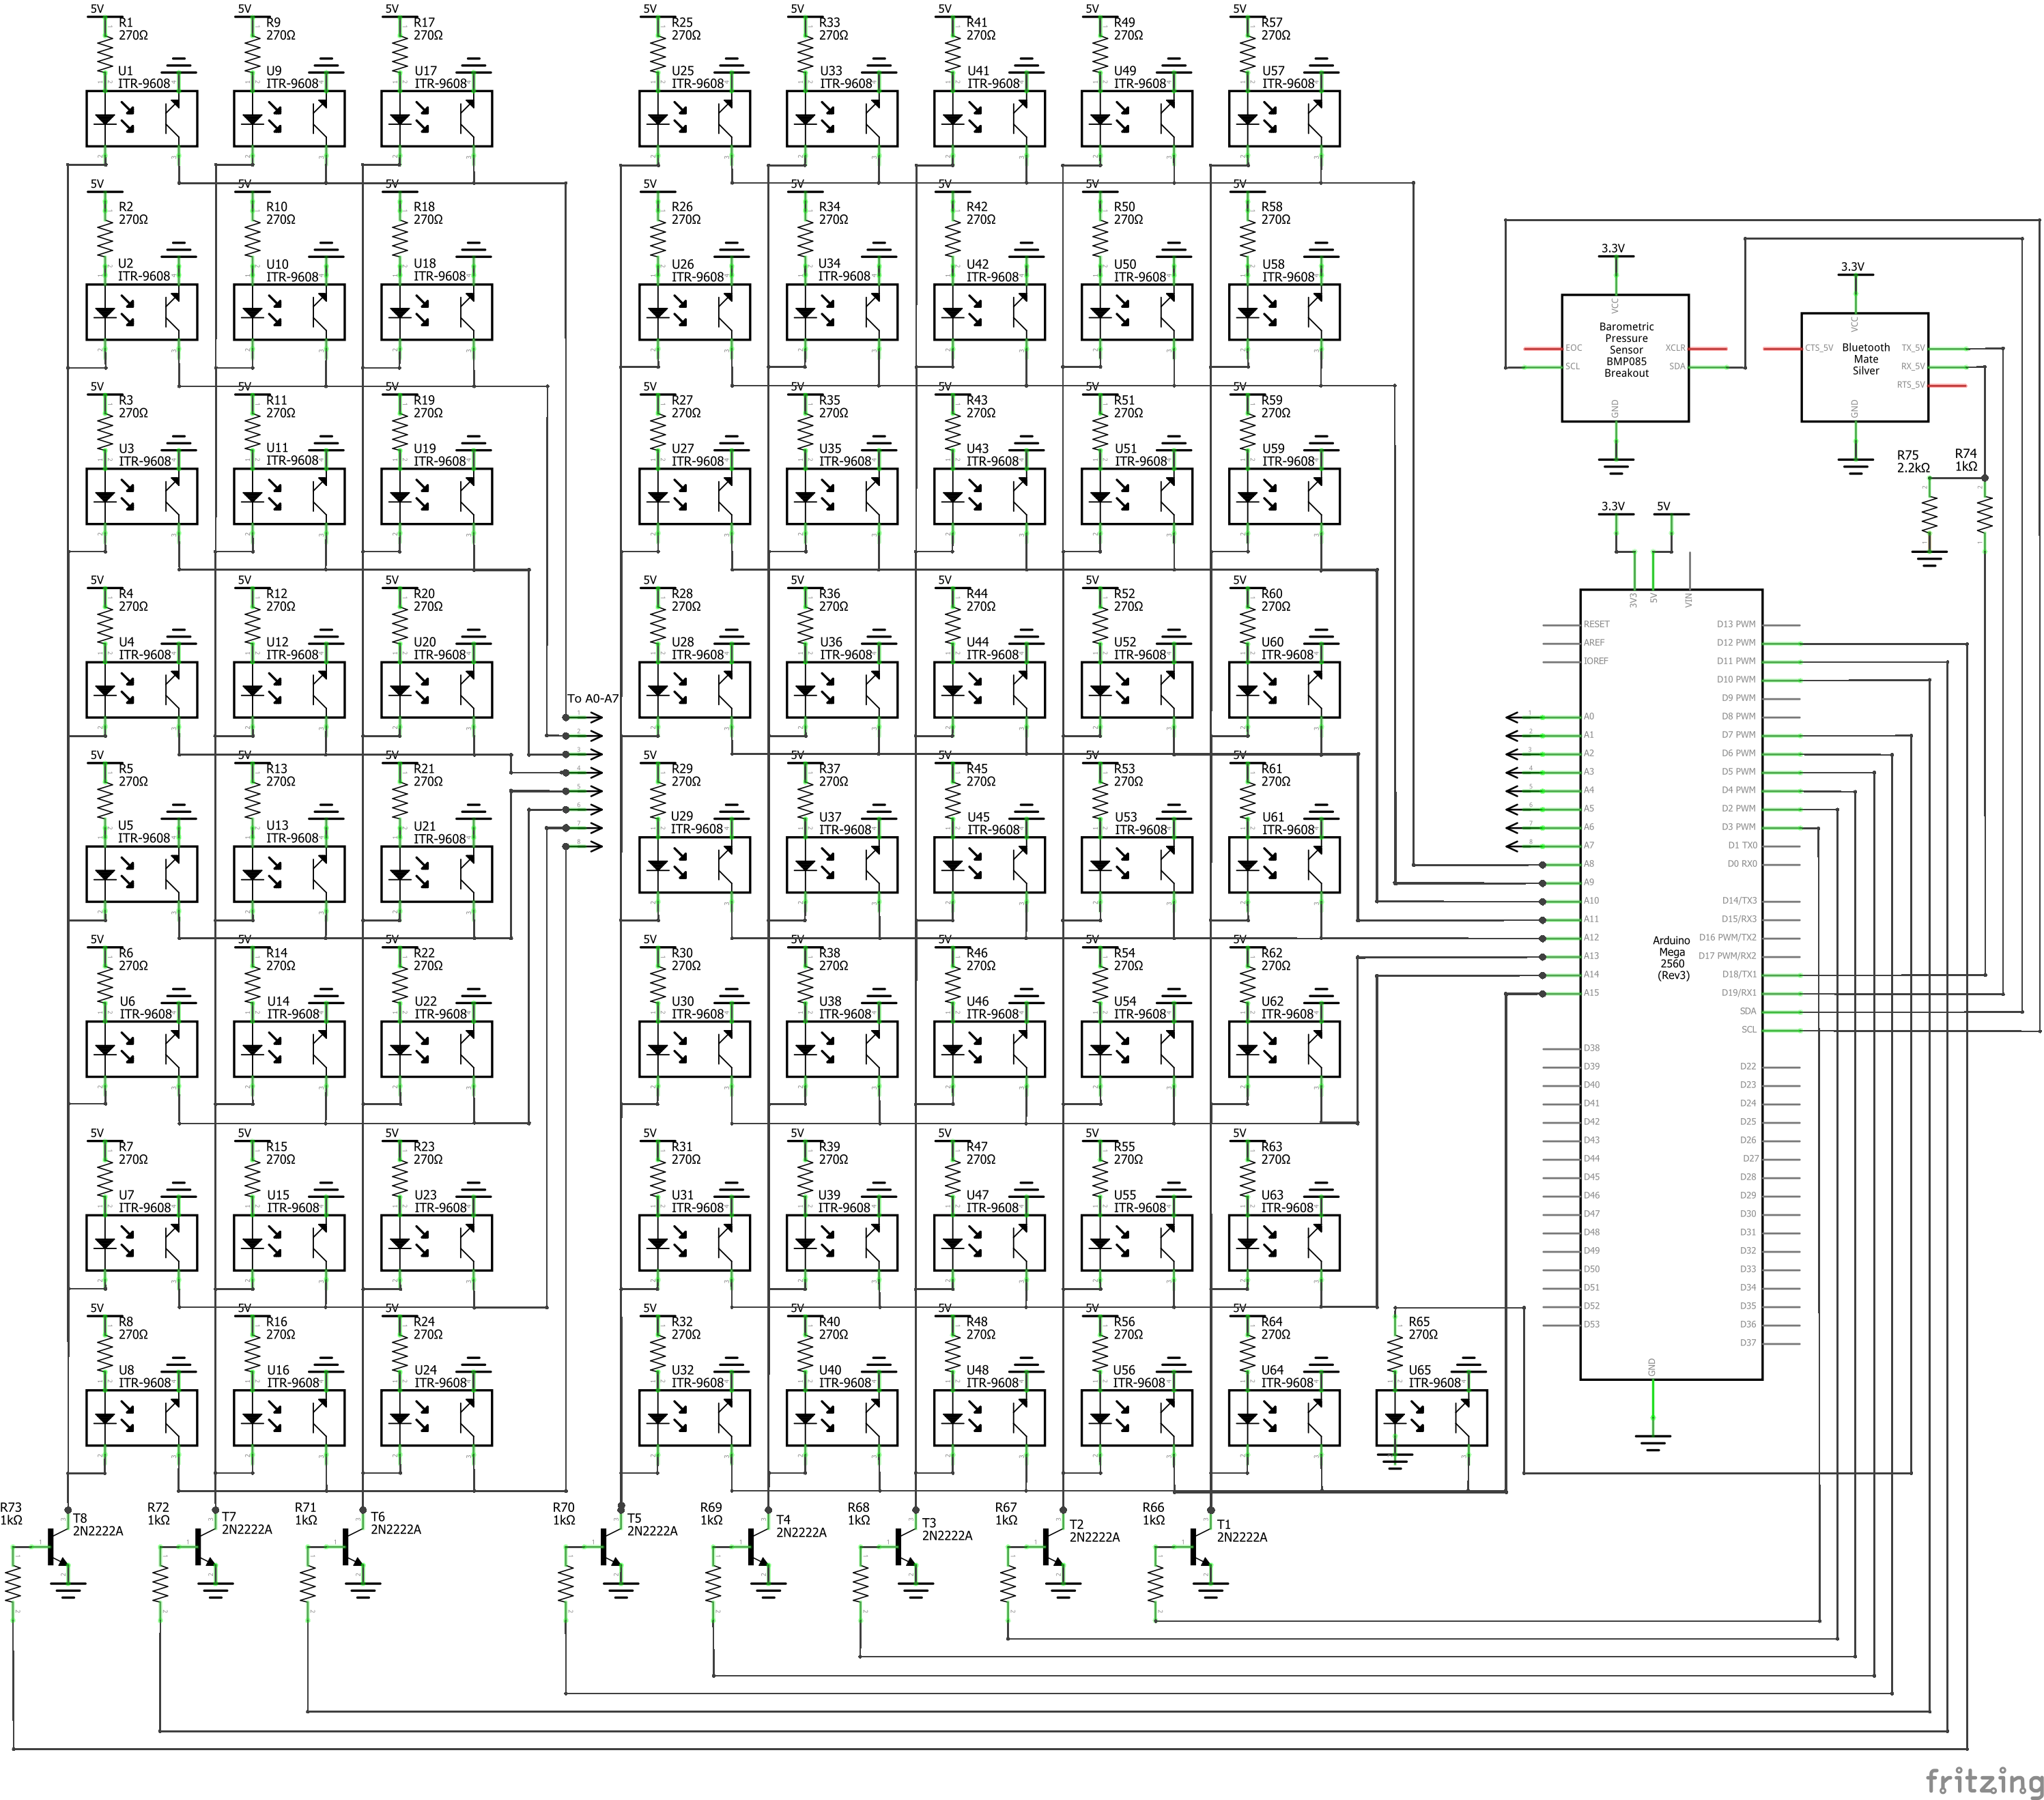 5V 5V 5V 5V 5V 5V 5V 5V
R1 R9 R17 R25 R33 R41 R49 R57
270Ω 270Ω 270Ω 270Ω 270Ω 270Ω 270Ω 270Ω
U1 U9 U17 U25 U33 U41 U49 U57
ITR-9608 ITR-9608 ITR-9608 ITR-9608 ITR-9608 ITR-9608 ITR-9608 ITR-9608
5V 5V 5V 5V 5V 5V 5V 5V
R2 R10 R18 R26 R34 R42 R50 R58
270Ω 270Ω 270Ω 270Ω 270Ω 270Ω 270Ω 270Ω
U2 U10 U18 U26 U34 U42 U50 U58
ITR-9608 ITR-9608 ITR-9608 ITR-9608 ITR-9608 ITR-9608 ITR-9608 ITR-9608
5V 5V 5V 5V 5V 5V 5V 5V
R3 R11 R19 R27 R35 R43 R51 R59
270Ω 270Ω 270Ω 270Ω 270Ω 270Ω 270Ω 270Ω
U3 U11 U19 U27 U35 U43 U51 U59
ITR-9608 ITR-9608 ITR-9608 ITR-9608 ITR-9608 ITR-9608 ITR-9608 ITR-9608
5V 5V 5V 5V 5V 5V 5V 5V
R4 R12 R20 R28 R36 R44 R52 R60
270Ω 270Ω 270Ω 270Ω 270Ω 270Ω 270Ω 270Ω
U4 U12 U20 U28 U36 U44 U52 U60
ITR-9608 ITR-9608 ITR-9608 ITR-9608 ITR-9608 ITR-9608 ITR-9608 ITR-9608
To A0-A7
1
2
3
4
5
6
7
8
5V 5V 5V 5V 5V 5V 5V 5V
R5 R13 R21 R29 R37 R45 R53 R61
270Ω 270Ω 270Ω 270Ω 270Ω 270Ω 270Ω 270Ω
U5 U13 U21 U29 U37 U45 U53 U61
ITR-9608 ITR-9608 ITR-9608 ITR-9608 ITR-9608 ITR-9608 ITR-9608 ITR-9608
5V 5V 5V 5V 5V 5V 5V 5V
R6 R14 R22 R30 R38 R46 R54 R62
270Ω 270Ω 270Ω 270Ω 270Ω 270Ω 270Ω 270Ω
U6 U14 U22 U30 U38 U46 U54 U62
ITR-9608 ITR-9608 ITR-9608 ITR-9608 ITR-9608 ITR-9608 ITR-9608 ITR-9608
5V 5V 5V 5V 5V 5V 5V 5V
R7 R15 R23 R31 R39 R47 R55 R63
270Ω 270Ω 270Ω 270Ω 270Ω 270Ω 270Ω 270Ω
U7 U15 U23 U31 U39 U47 U55 U63
ITR-9608 ITR-9608 ITR-9608 ITR-9608 ITR-9608 ITR-9608 ITR-9608 ITR-9608
5V 5V 5V 5V 5V 5V 5V 5V
R8 R16 R24 R32 R40 R48 R56 R64 R65
270Ω 270Ω 270Ω 270Ω 270Ω 270Ω 270Ω 270Ω 270Ω
U8 U16 U24 U32 U40 U48 U56 U64 U65
ITR-9608 ITR-9608 ITR-9608 ITR-9608 ITR-9608 ITR-9608 ITR-9608 ITR-9608 ITR-9608
R73 R72 R71 R70 R69 R68 R67 R66
1kΩ 1kΩ 1kΩ 1kΩ 1kΩ 1kΩ 1kΩ 1kΩ
T8 T7 T6 T5 T4 T3 T2 T1
2N2222A 2N2222A 2N2222A 2N2222A 2N2222A 2N2222A 2N2222A 2N2222A
3.3V
VCC
Barometric
Pressure
Sensor
BMP085
Breakout
EOC
SCL
XCLR
SDA
GND
3.3V
VCC
Bluetooth
Mate
Silver
CTS_5V
TX_5V
RX_5V
RTS_5V
GND
R75
2.2kΩ
R74
1kΩ
3.3V 5V
3V3 5V VIN
RESET D13 PWM
AREF D12 PWM
IOREF D11 PWM
D10 PWM
D9 PWM
A0 D8 PWM
A1 D7 PWM
A2 D6 PWM
A3 D5 PWM
A4 D4 PWM
A5 D2 PWM
A6 D3 PWM
A7 D1 TX0
A8 D0 RX0
A9
A10 D14/TX3
A11 D15/RX3
A12 D16 PWM/TX2
A13 D17 PWM/RX2
A14 D18/TX1
A15 D19/RX1
SDA
SCL
Arduino
Mega
2560
(Rev3)
D38
D39 D22
D40 D23
D41 D24
D42 D25
D43 D26
D44 D27
D45 D28
D46 D29
D47 D30
D48 D31
D49 D32
D50 D33
D51 D34
D52 D35
D53 D36
D37
GND
fritzing